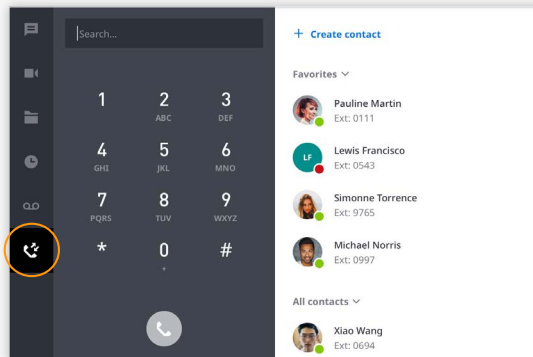 Search...
1 2 3
ABC DEF
4 5 6
GHI JKL MNO
7 8 9
PQRS TUV WXYZ
* 0 #
+
+ Create contact
Favorites
Pauline Martin
Ext: 0111
LF
Lewis Francisco
Ext: 0543
Simonne Torrence
Ext: 9765
Michael Norris
Ext: 0997
All contacts
Xiao Wang
Ext: 0694